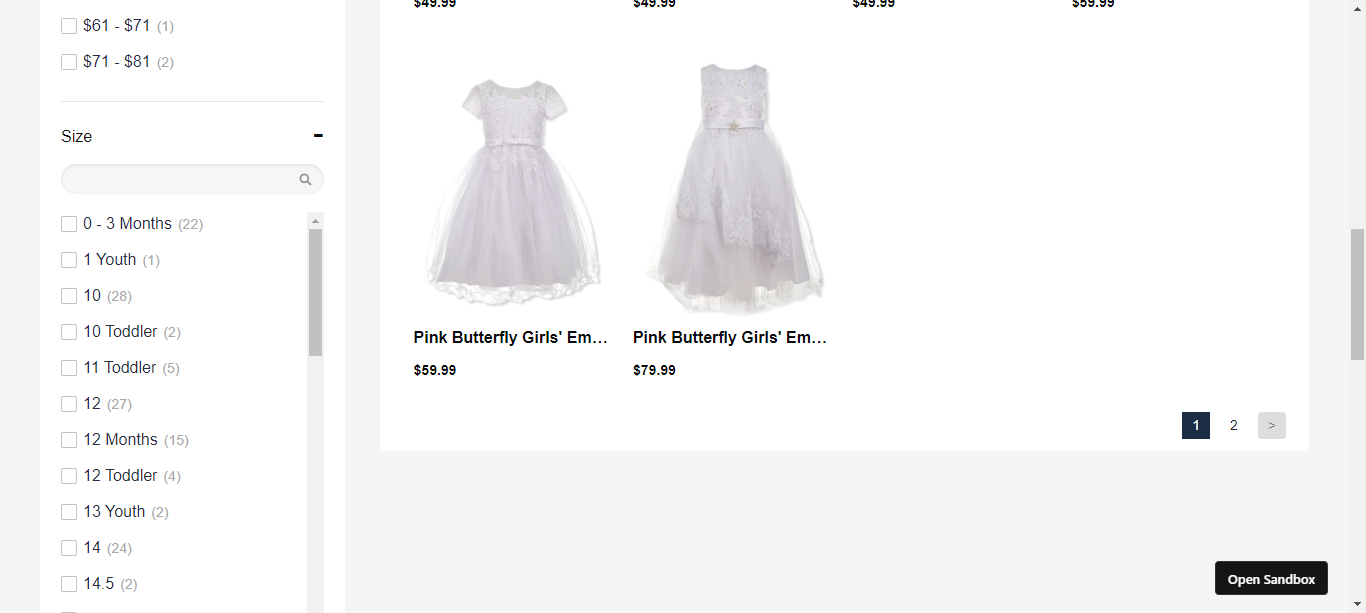 $61 - $71 (1)
$71 - $81 (2)
Size
0 - 3 Months (22)
1 Youth (1)
10 (28)
10 Toddler (2)
11 Toddler (5)
12 (27)
12 Months (15)
12 Toddler (4)
13 Youth (2)
14 (24)
14.5 (2)
$49.99 $49.99 $49.99 $59.99
Pink Butterfly Girls' Em... Pink Butterfly Girls' Em...
$59.99 $79.99
1 2 >
Open Sandbox